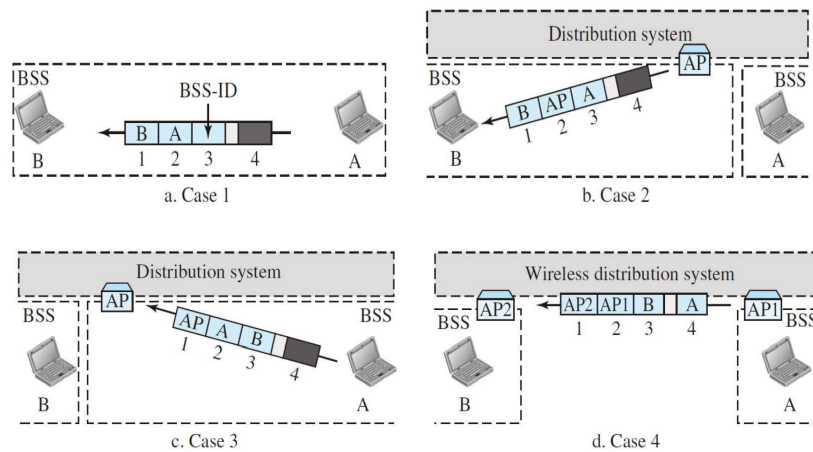 BSS
BSS-ID
B A
1 2 3 4
B
A
a. Case 1
Distribution system
AP
BSS
BSS
B AP A
1 2 3 4
B
A
b. Case 2
Distribution system
AP
BSS
BSS
AP A B
1 2 3 4
B
A
c. Case 3
Wireless distribution system
AP2
AP2 AP1 B A
AP1
BSS
BSS
1 2 3 4
B
A
d. Case 4